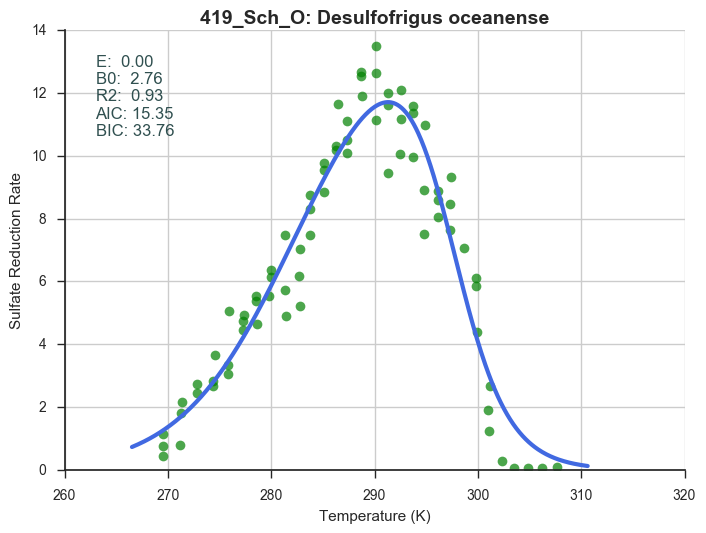 419_Sch_O: Desulfofrigus oceanense
14
E: 0.00
B0: 2.76
R2: 0.93
AIC: 15.35
BIC: 33.76
12
10
8
6
4
2
0
Sulfate Reduction Rate
260 270 280 290 300 310 320
Temperature (K)